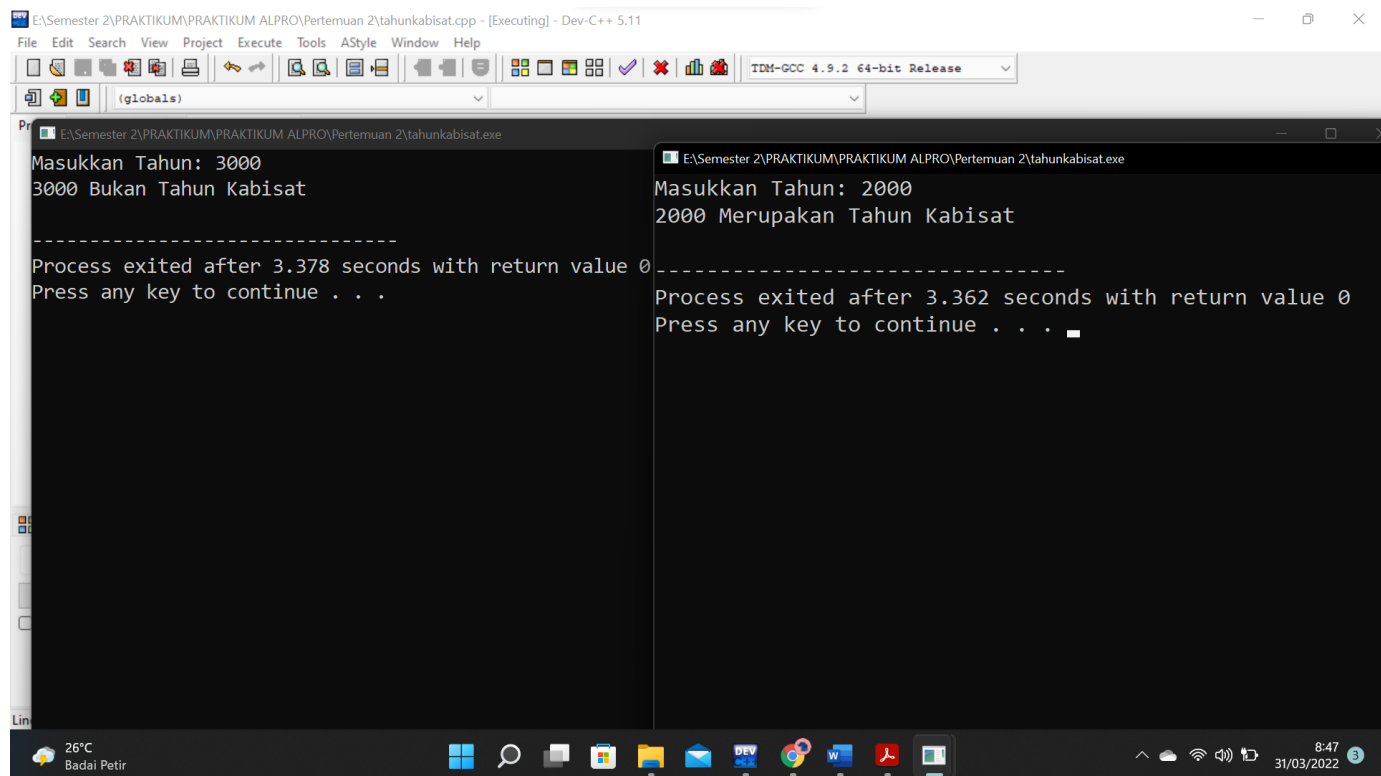 E:\Semester 2\PRAKTIKUM\PRAKTIKUM ALPRO\Pertemuan 2\tahunkabisat.cpp - [Executing] - Dev-C++ 5.11
File Edit Search View Project Execute Tools AStyle Window Help
TDM-GCC 4.9.2 64-bit Release
(globals)
Pr
E:\Semester 2\PRAKTIKUM\PRAKTIKUM ALPRO\Pertemuan 2\tahunkabisat.exe
Masukkan Tahun: 3000
3000 Bukan Tahun Kabisat
--------------------------------
Process exited after 3.378 seconds with return value 0
Press any key to continue . . .
E:\Semester 2\PRAKTIKUM\PRAKTIKUM ALPRO\Pertemuan 2\tahunkabisat.exe
Masukkan Tahun: 2000
2000 Merupakan Tahun Kabisat
--------------------------------
Process exited after 3.362 seconds with return value 0
Press any key to continue . . .
Lin
26°C
Badai Petir
DEV
W
8:47
31/03/2022
3